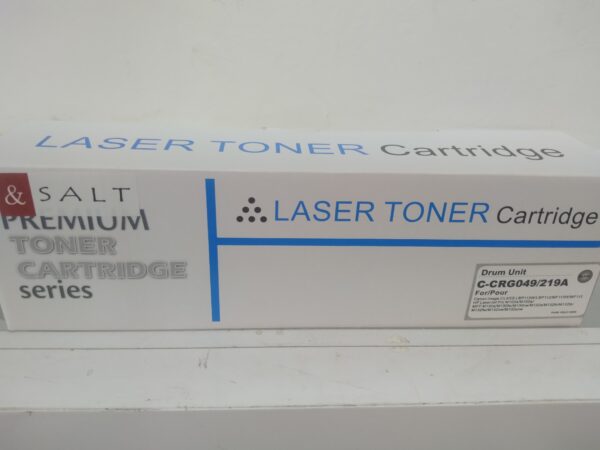 LASER TONER Cartridge
& SALT
PREMIUM
TONER
CARTRIDGE
series
LASER TONER Cartridge
Drum Unit
C-CRG049/219A
For/Pour